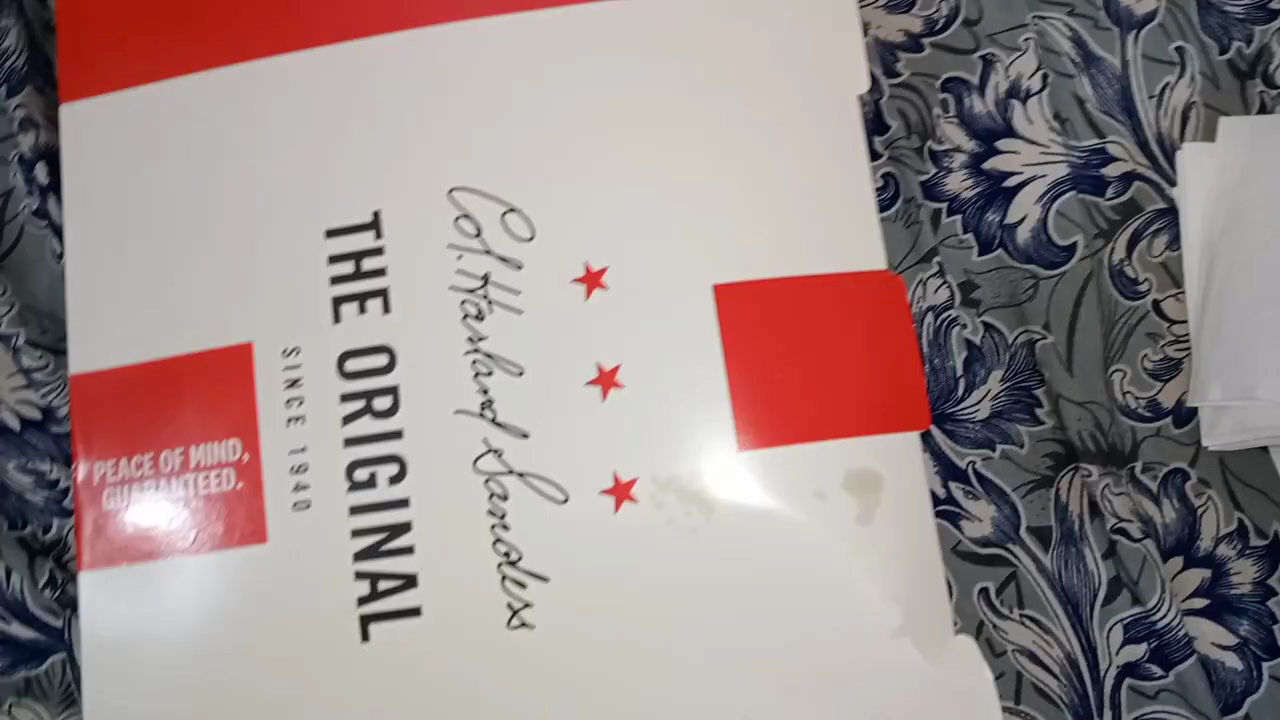 Col. Harland Sanders
THE ORIGINAL
SINCE 1940
PEACE OF MIND,
GUARANTEED.